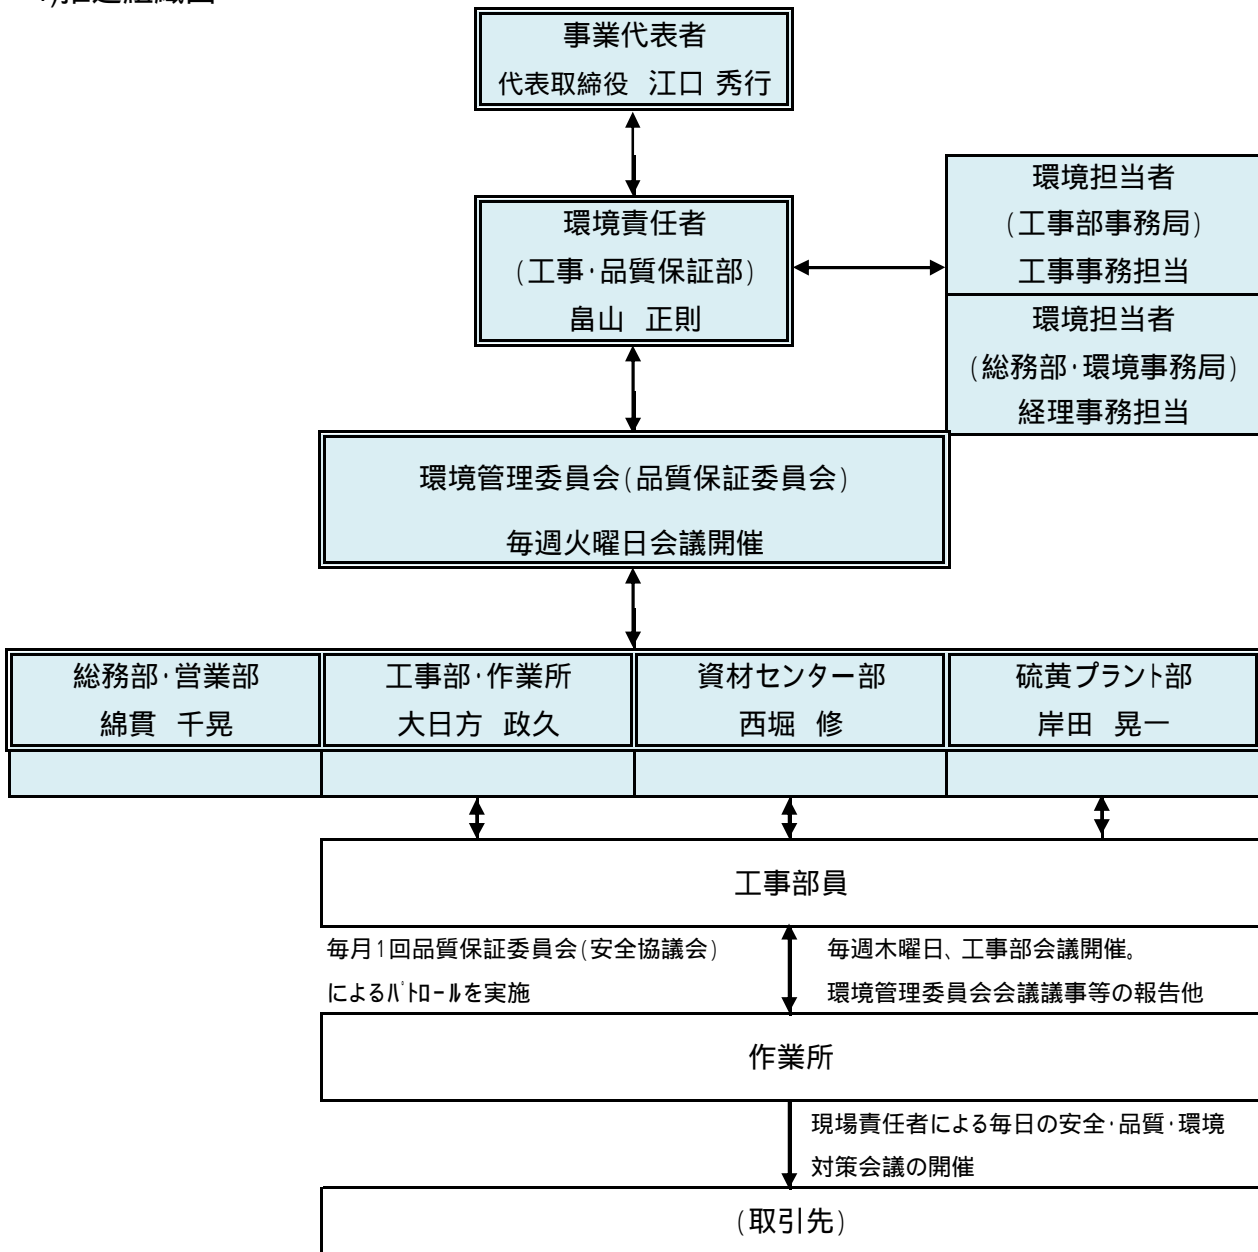 推進組織図
事業代表者
代表取締役 江口 秀行
環境責任者
(工事･品質保証部)
畠山 正則
環境担当者
(工事部事務局)
工事事務担当
環境担当者
(総務部･環境事務局)
経理事務担当
環境管理委員会(品質保証委員会)
毎週火曜日会議開催
総務部･営業部
綿貫 千晃
工事部･作業所
大日方 政久
資材センター部
西堀 修
硫黄プラント部
岸田 晃一
工事部員
毎月1回品質保証委員会(安全協議会)
によるﾊﾟﾄﾛｰﾙを実施
毎週木曜日、工事部会議開催。
環境管理委員会会議議事等の報告他
作業所
現場責任者による毎日の安全･品質･環境
対策会議の開催
(取引先)